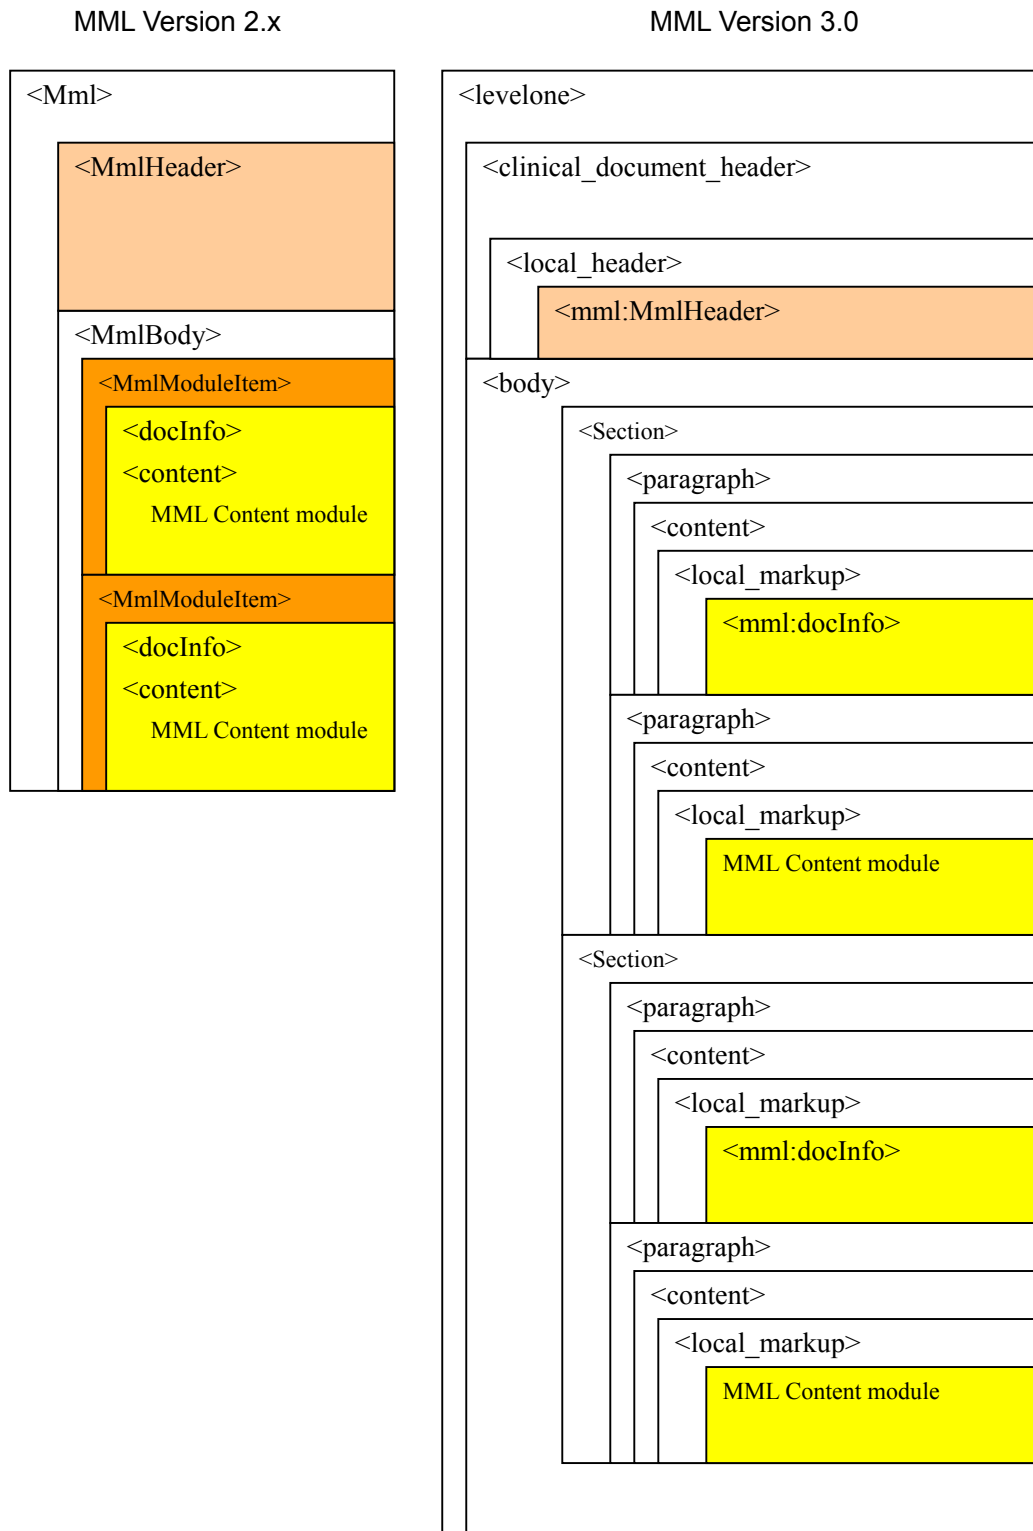 MML Version 2.x
<Mml>
<MmlHeader>
<MmlBody>
<MmlModuleItem>
<docInfo>
<content>
MML Content module
<MmlModuleItem>
<docInfo>
<content>
MML Content module
MML Version 3.0
<levelone>
<clinical_document_header>
<local_header>
<mml:MmlHeader>
<body>
<Section>
<paragraph>
<content>
<local_markup>
<mml:docInfo>
<paragraph>
<content>
<local_markup>
MML Content module
<Section>
<paragraph>
<content>
<local_markup>
<mml:docInfo>
<paragraph>
<content>
<local_markup>
MML Content module